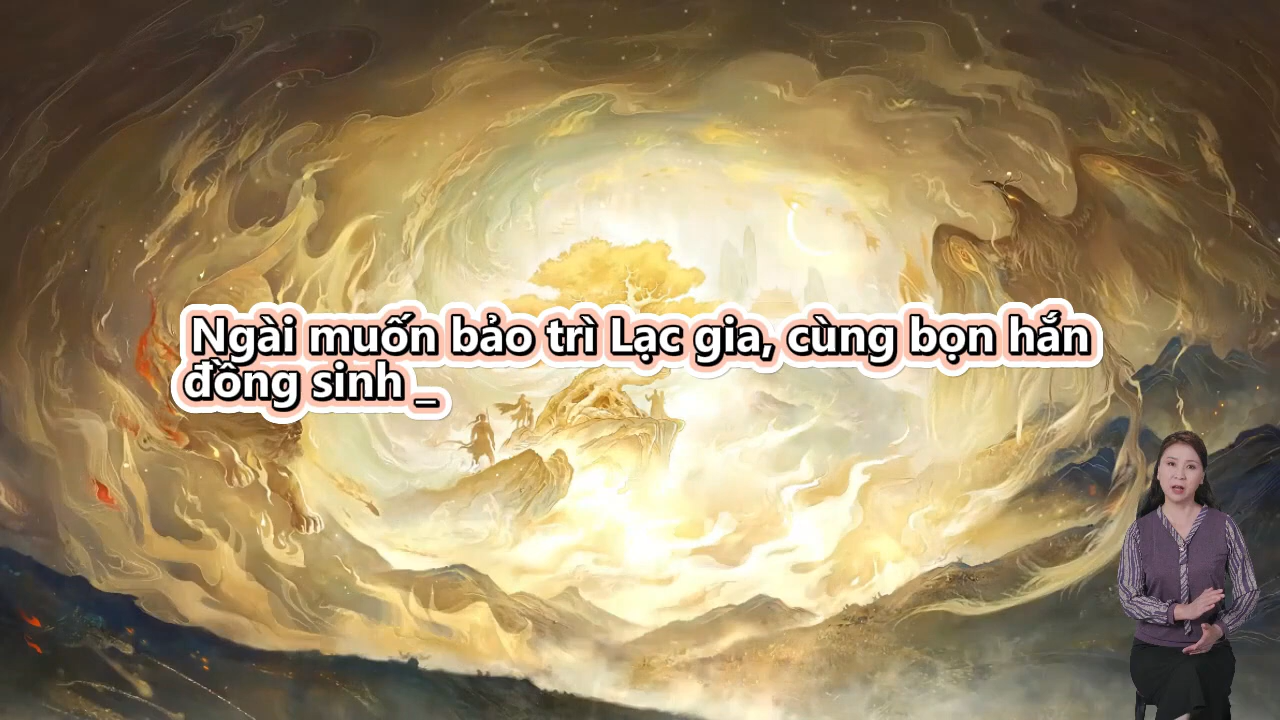 Ngài muốn bảo trì Lạc gia, cùng bọn hắn
đồng sinh _